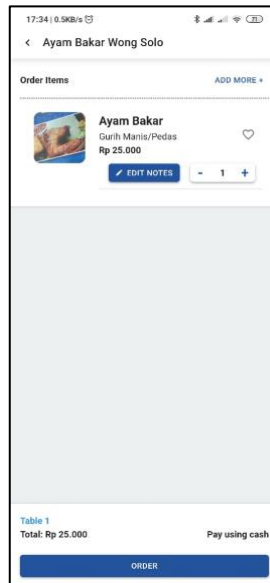 17:34 | 0.5KB/s
71
< Ayam Bakar Wong Solo
Order Items
ADD MORE +
Ayam Bakar
Gurih Manis/Pedas
Rp 25.000
EDIT NOTES
- 1 +
Table 1
Total: Rp 25.000
Pay using cash
ORDER